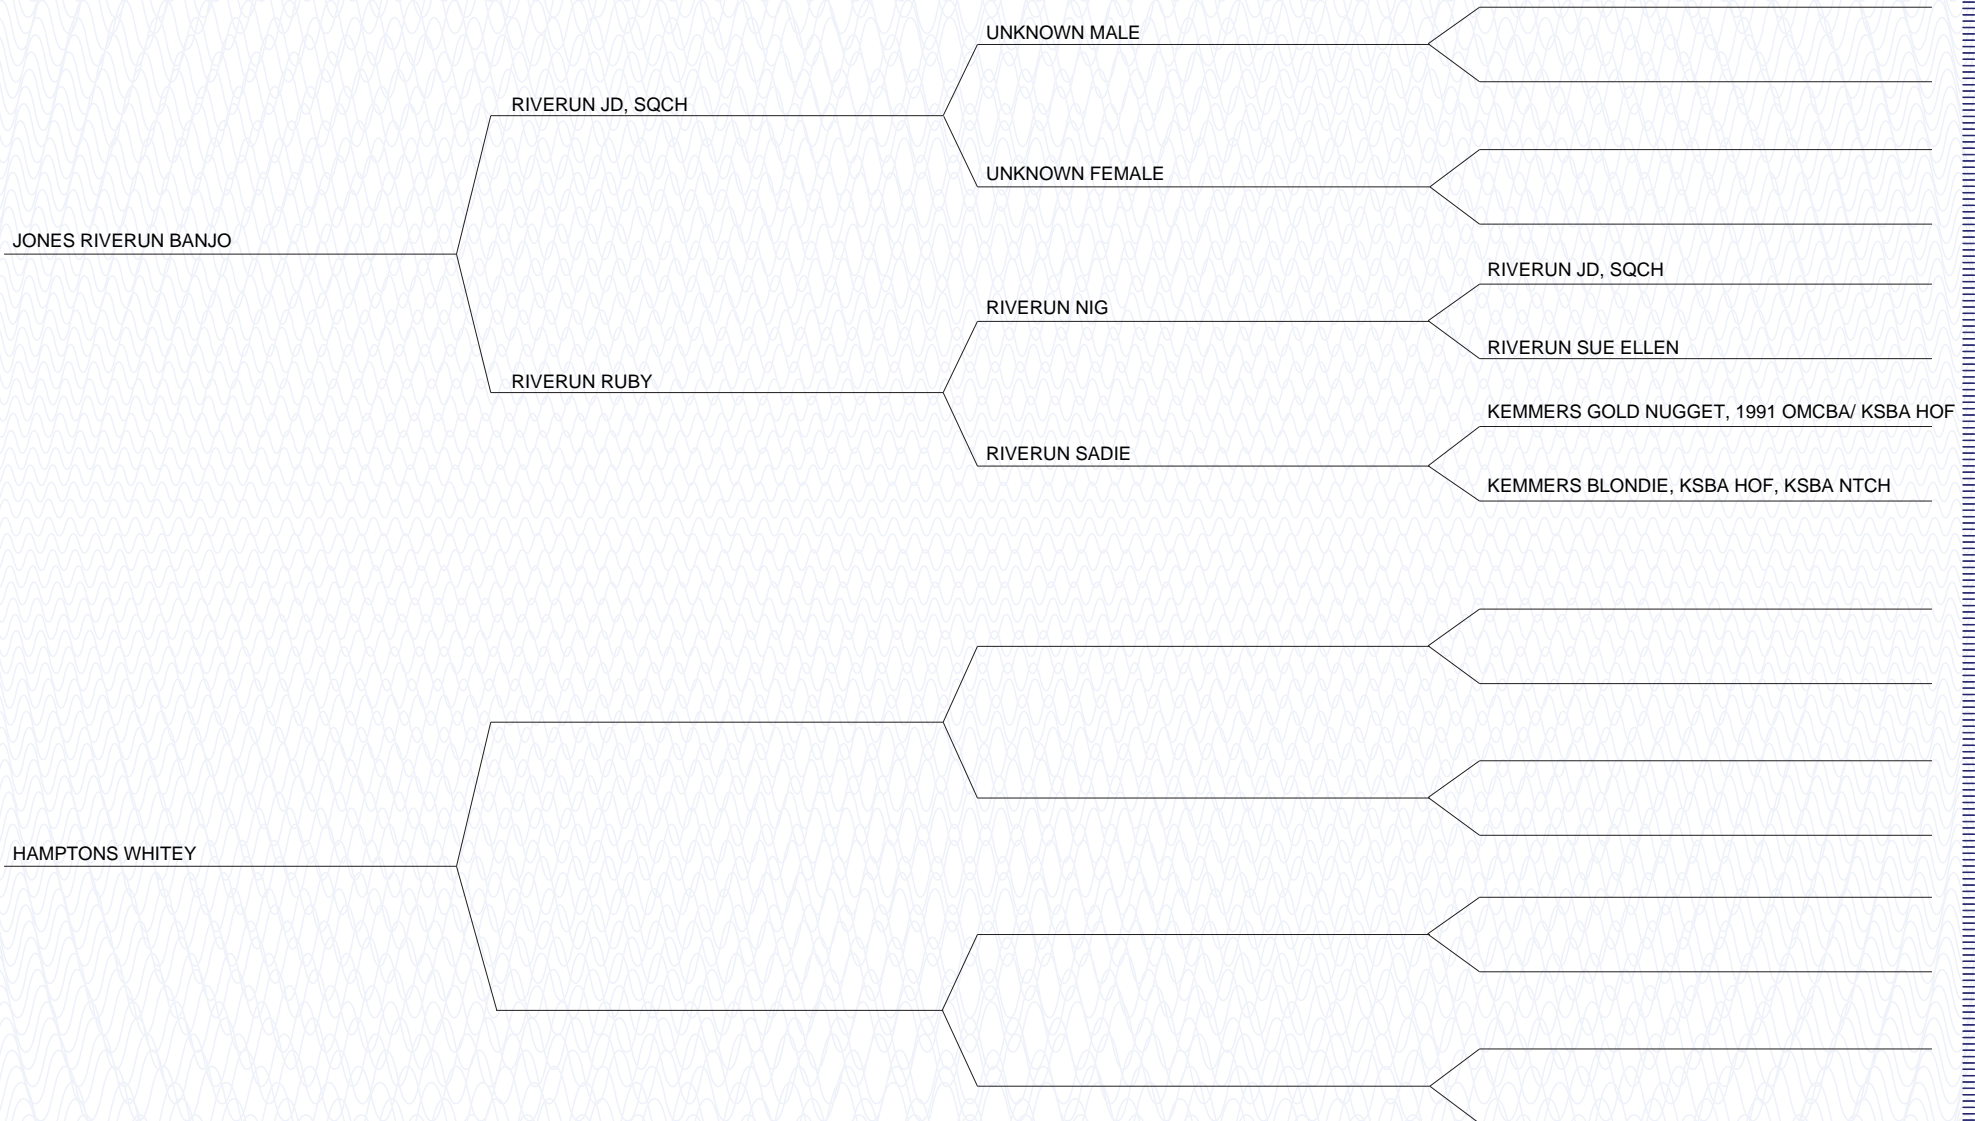 UNKNOWN MALE
RIVERUN JD, SQCH
UNKNOWN FEMALE
JONES RIVERUN BANJO
RIVERUN JD, SQCH
RIVERUN NIG
RIVERUN SUE ELLEN
RIVERUN RUBY
KEMMERS GOLD NUGGET, 1991 OMCBA/ KSBA HOF
RIVERUN SADIE
KEMMERS BLONDIE, KSBA HOF, KSBA NTCH
HAMPTONS WHITEY